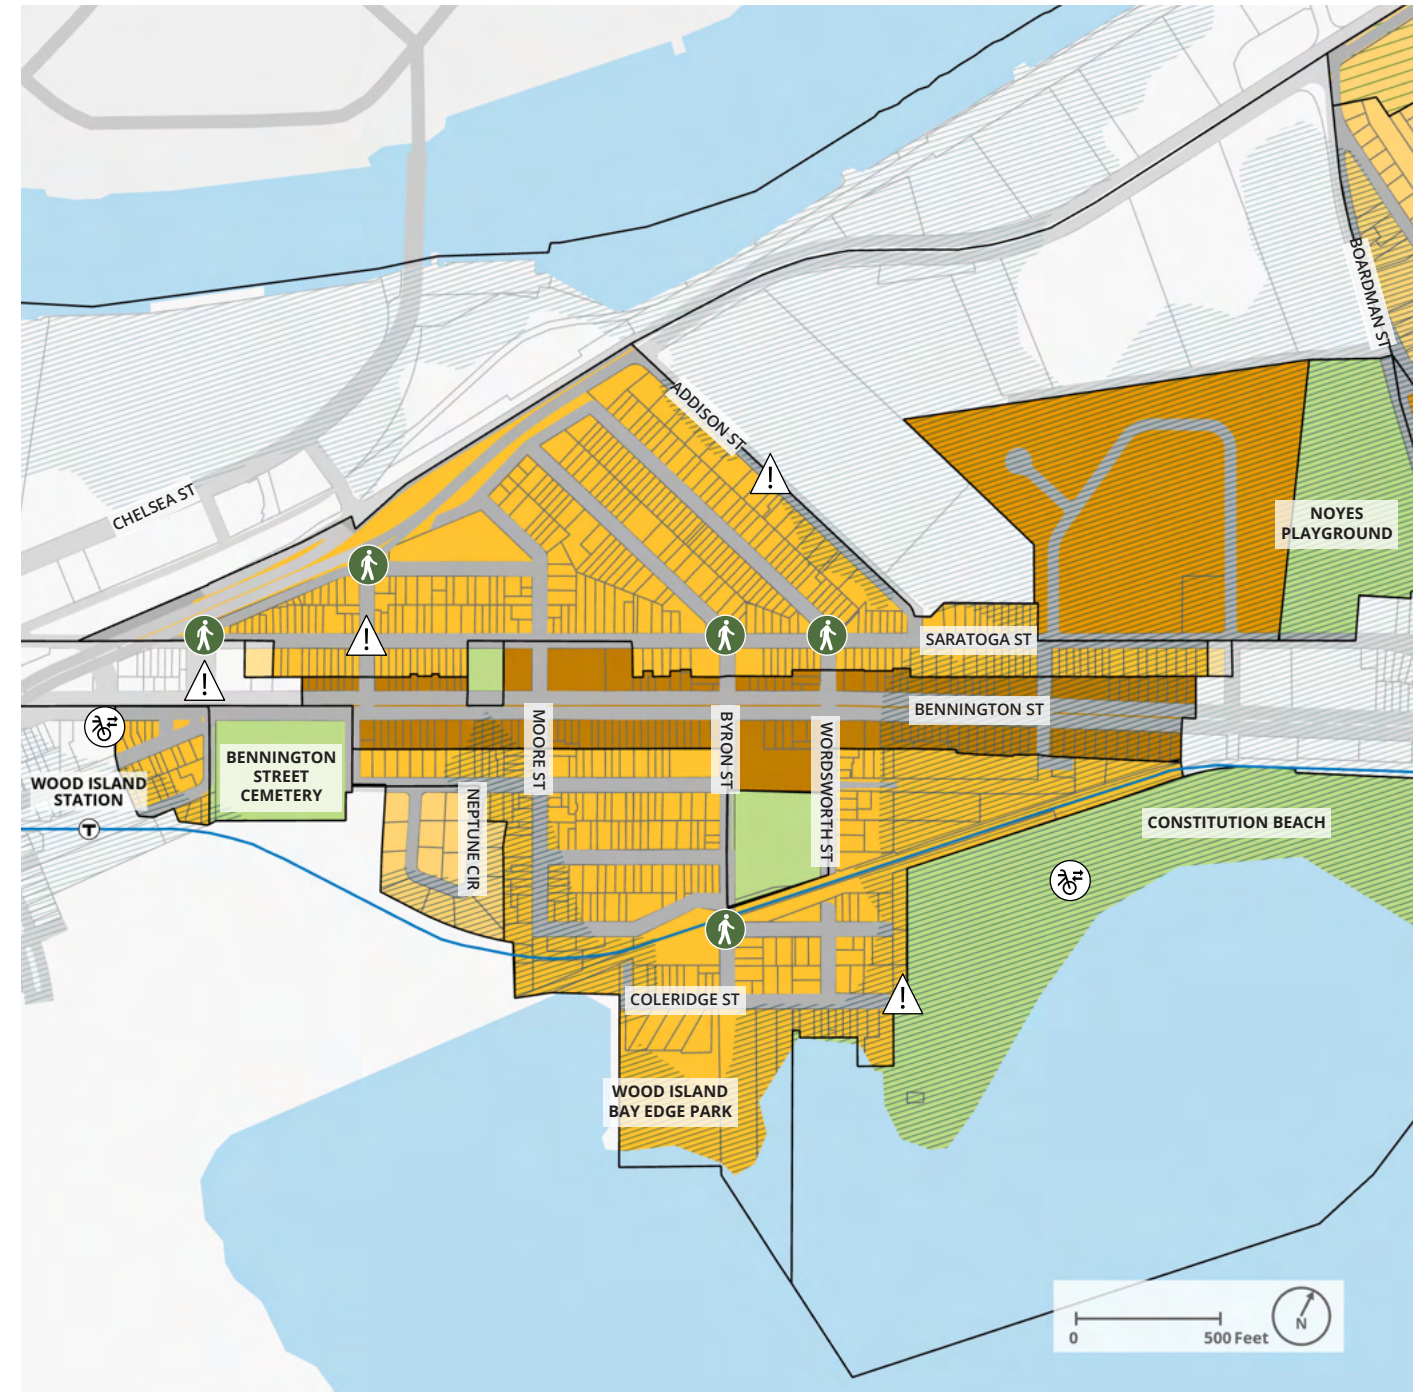 BOARDMAN ST
ADDISON ST
CHELSEA ST
NOYES
PLAYGROUND
!
SARATOGA ST
!
!
BENNINGTON ST
MOORE ST
BYRON ST
WORDSWORTH ST
BENNINGTON
STREET
CEMETERY
WOOD ISLAND
STATION
T
NEPTUNE CIR
CONSTITUTION BEACH
COLERIDGE ST
!
WOOD ISLAND
BAY EDGE PARK
N
0 500 Feet